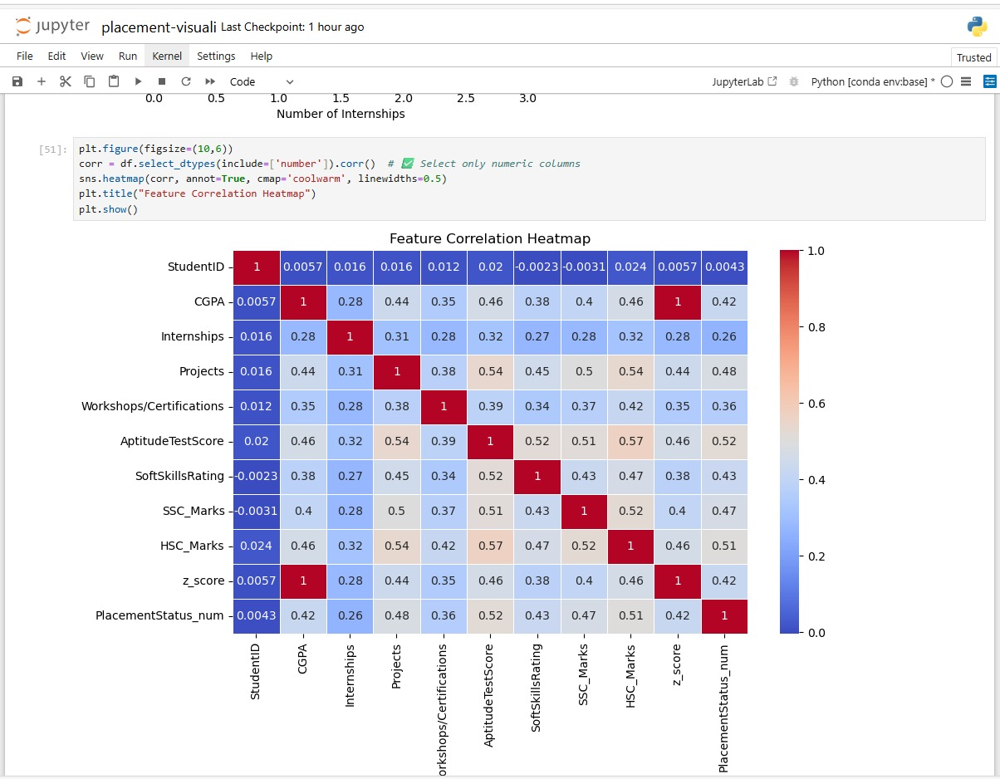 jupyter placement-visuali Last Checkpoint: 1 hour ago
File Edit View Run Kernel Settings Help
Trusted
Code JupyterLab Python [conda env:base] *
0.0 0.5 1.0 1.5 2.0 2.5 3.0
Number of Internships
[51]:
plt.figure(figsize=(10,6))
corr = df.select_dtypes(include=['number']).corr()  # ✅ Select only numeric columns
sns.heatmap(corr, annot=True, cmap='coolwarm', linewidths=0.5)
plt.title("Feature Correlation Heatmap")
plt.show()
Feature Correlation Heatmap
StudentID 1 0.0057 0.016 0.016 0.012 0.02 -0.0023 -0.0031 0.024 0.0057 0.0043
CGPA 0.0057 1 0.28 0.44 0.35 0.46 0.38 0.4 0.46 1 0.42
Internships 0.016 0.28 1 0.31 0.28 0.32 0.27 0.28 0.32 0.28 0.26
Projects 0.016 0.44 0.31 1 0.38 0.54 0.45 0.5 0.54 0.44 0.48
Workshops/Certifications 0.012 0.35 0.28 0.38 1 0.39 0.34 0.37 0.42 0.35 0.36
AptitudeTestScore 0.02 0.46 0.32 0.54 0.39 1 0.52 0.51 0.57 0.46 0.52
SoftSkillsRating -0.0023 0.38 0.27 0.45 0.34 0.52 1 0.43 0.47 0.38 0.43
SSC_Marks -0.0031 0.4 0.28 0.5 0.37 0.51 0.43 1 0.52 0.4 0.47
HSC_Marks 0.024 0.46 0.32 0.54 0.42 0.57 0.47 0.52 1 0.46 0.51
z_score 0.0057 1 0.28 0.44 0.35 0.46 0.38 0.4 0.46 1 0.42
PlacementStatus_num 0.0043 0.42 0.26 0.48 0.36 0.52 0.43 0.47 0.51 0.42 1
StudentID
CGPA
Internships
Projects
orkshops/Certifications
AptitudeTestScore
SoftSkillsRating
SSC_Marks
HSC_Marks
z_score
PlacementStatus_num
1.0
0.8
0.6
0.4
0.2
0.0